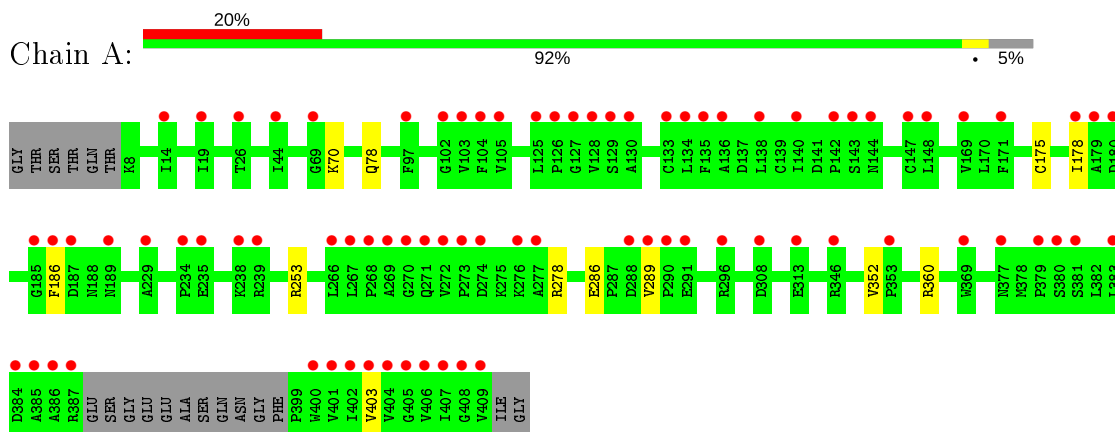 20%
Chain A:
92% • 5%
GLY THR SER THR GLN THR K8 I14 I19 T26 I44 G69 K70 Q78 F97 G102 V103 F104 V105 L125 P126 G127 V128 S129 A130 C133 L134 F135 A136 D137 L138 C139 I140 D141 P142 S143 N144 C147 L148 V169 L170 F171 C175 I178 A179 D180
G185 F186 D187 N188 N189 A229 P234 E235 K238 R239 R253 L266 L267 P268 A269 G270 Q271 V272 P273 D274 K275 K276 A277 R278 E286 P287 D288 V289 P290 E291 R296 D308 E313 R346 V352 P353 R360 W369 N377 M378 P379 S380 S381 L382 L383
D384 A385 A386 R387 GLU SER GLY GLU GLU ALA SER GLN ASN GLY PHE P399 W400 V401 I402 V403 V404 G405 V406 I407 G408 V409 ILE GLY